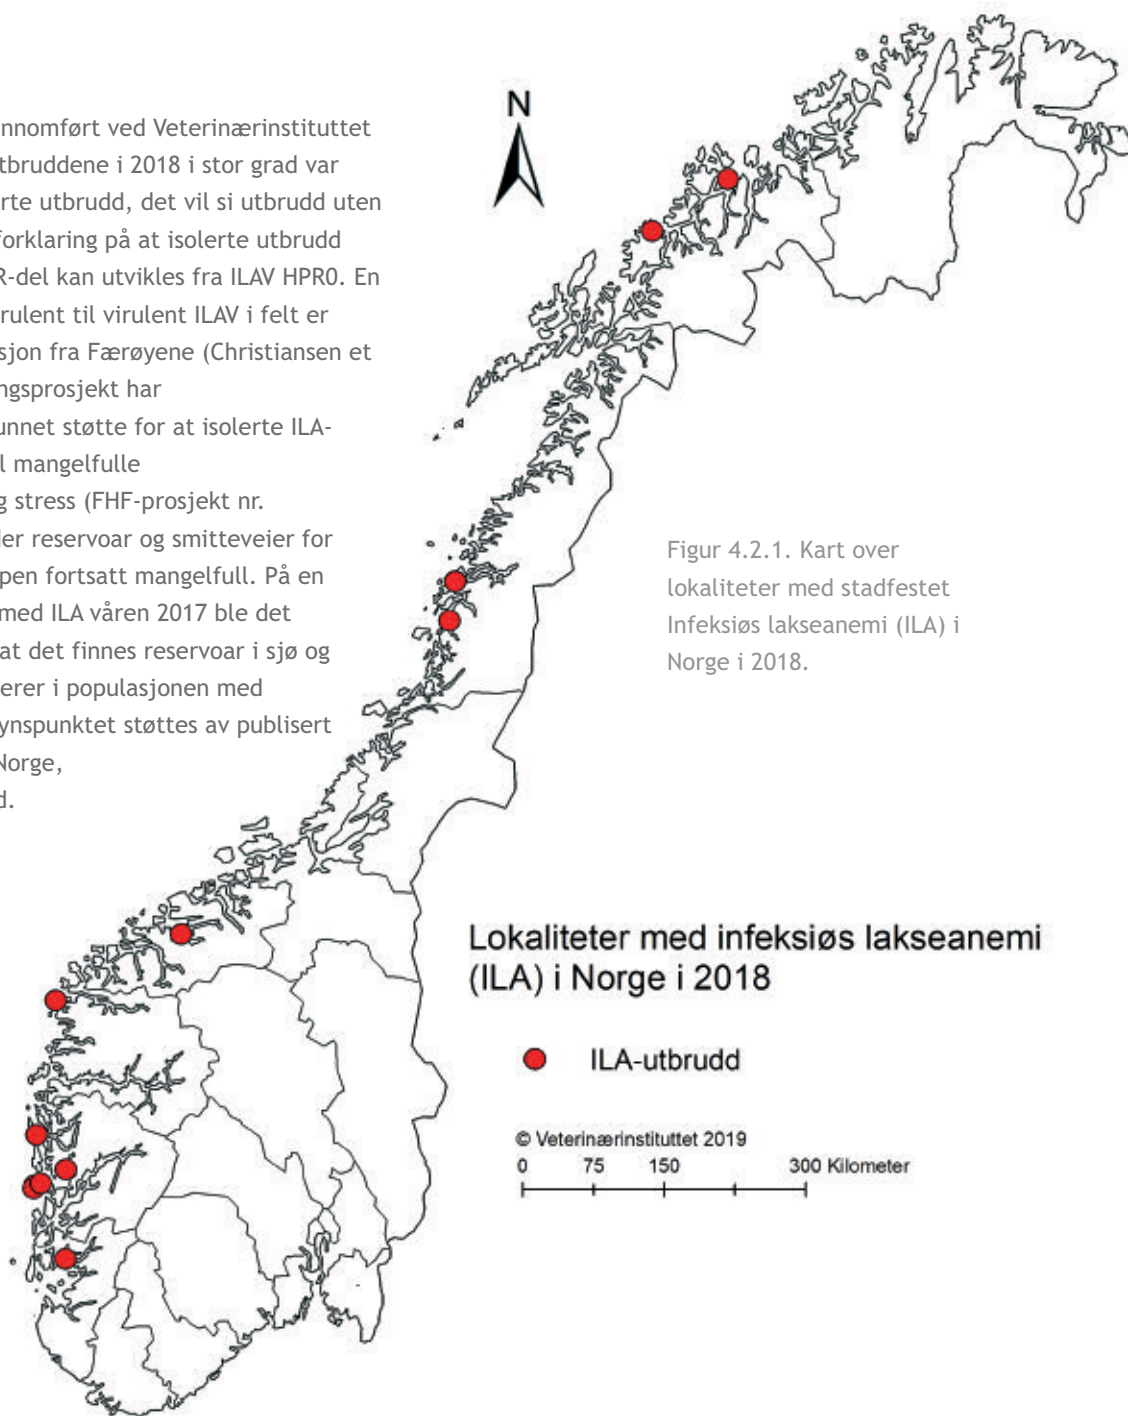 nnomført ved Veterinærinstituttet
tbruddene i 2018 i stor grad var
rte utbrudd, det vil si utbrudd uten
forklaring på at isolerte utbrudd
R-del kan utvikles fra ILAV HPR0. En
rulent til virulent ILAV i felt er
sjon fra Færøyene (Christiansen et
ngsprosjekt har
unnet støtte for at isolerte ILA-
l mangelfulle
g stress (FHF-prosjekt nr.
der reservoar og smitteveier for
pen fortsatt mangelfull. På en
med ILA våren 2017 ble det
at det finnes reservoar i sjø og
erer i populasjonen med
ynspunktet støttes av publisert
Norge,
d.
N
Figur 4.2.1. Kart over
lokaliteter med stadfestet
Infeksiøs lakseanemi (ILA) i
Norge i 2018.
Lokaliteter med infeksiøs lakseanemi
(ILA) i Norge i 2018
ILA-utbrudd
© Veterinærinstituttet 2019
0 75 150 300 Kilometer